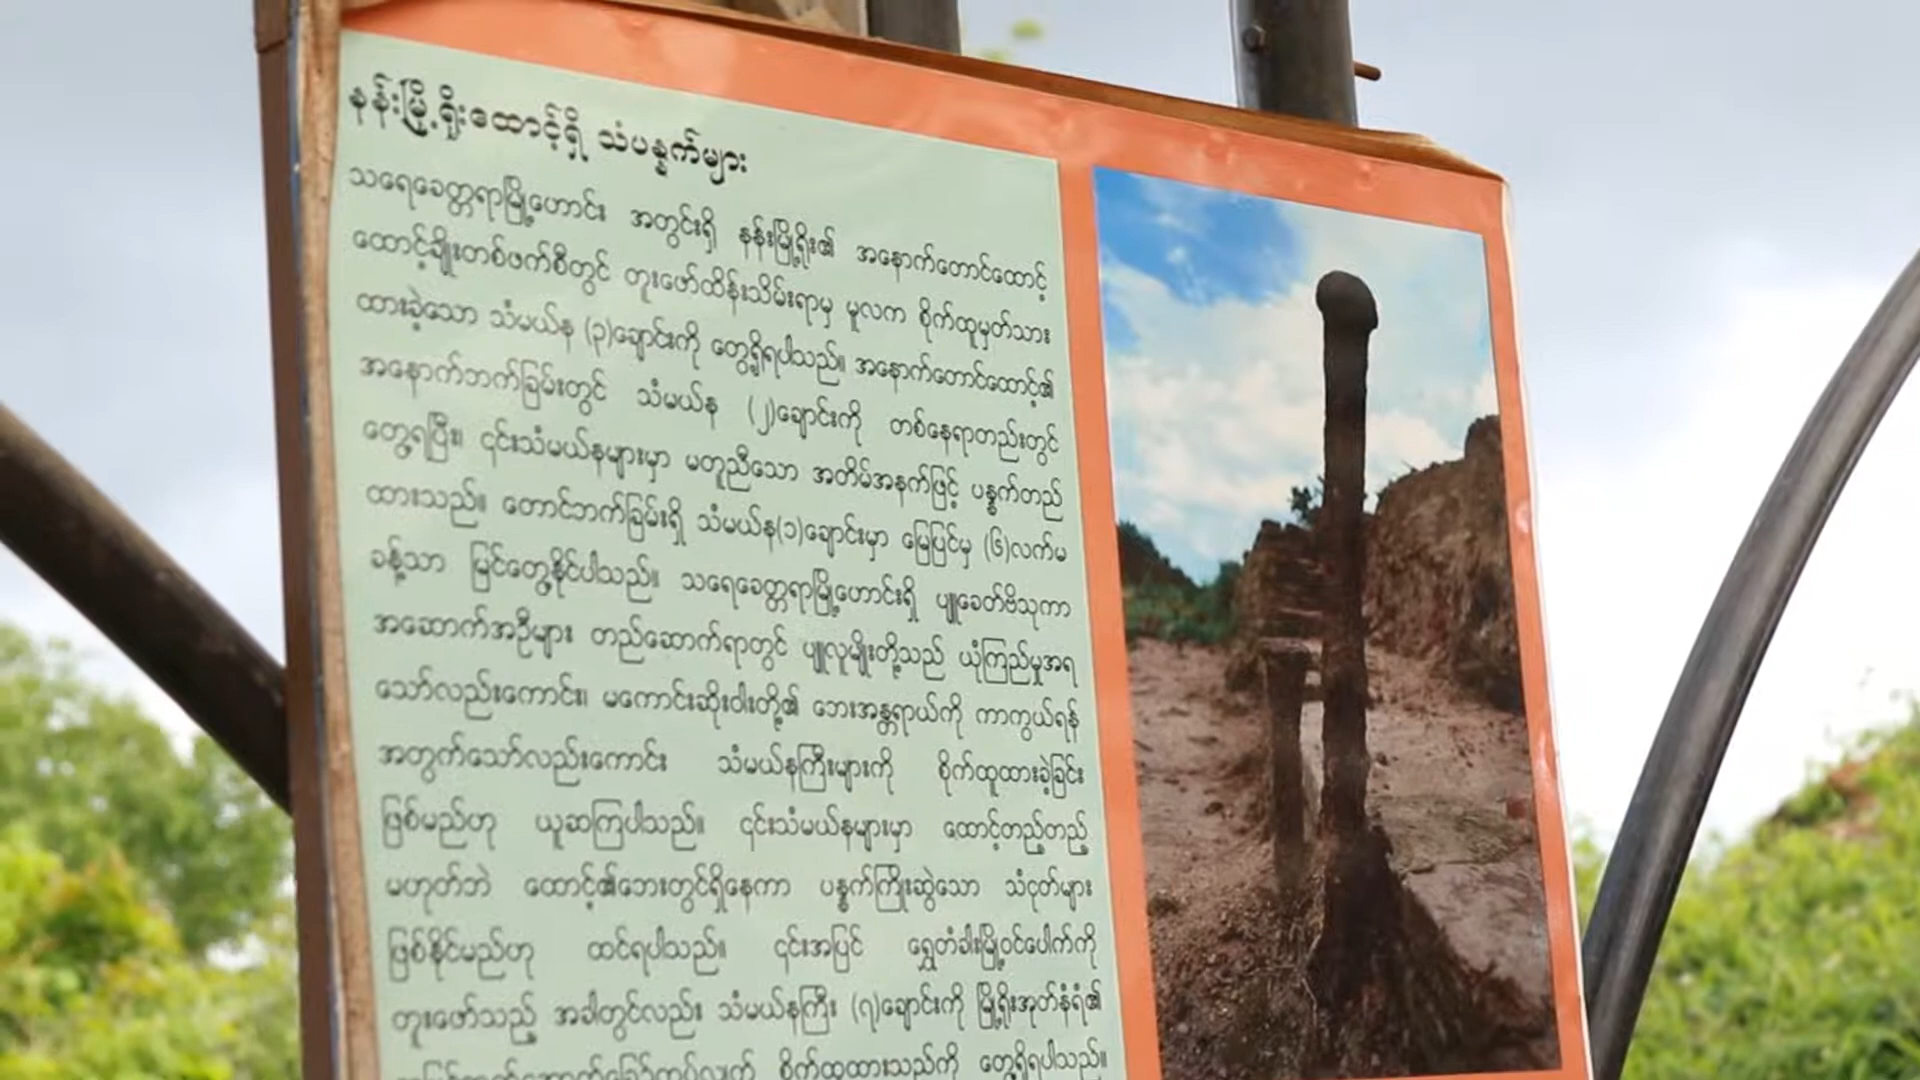 နန်းမြို့ရိုးထောင့်ရှိ သံပန္နက်များ
သရေခေတ္တရာမြို့ဟောင်း အတွင်းရှိ နန်းမြို့ရိုး၏ အနောက်တောင်ထောင့်
ထောင့်ချိုးတစ်ဖက်စီတွင် တူးဖော်ထိန်းသိမ်းရာမှ မူလက စိုက်ထူမှတ်သား
ထားခဲ့သော သံမယ်န (၃)ချောင်းကို တွေ့ရှိရပါသည်။ အနောက်တောင်ထောင့်၏
အနောက်ဘက်ခြမ်းတွင် သံမယ်န (၂)ချောင်းကို တစ်နေရာတည်းတွင်
တွေ့ရပြီး၊ ၎င်းသံမယ်နများမှာ မတူညီသော အတိမ်အနက်ဖြင့် ပန္နက်တည်
ထားသည်။ တောင်ဘက်ခြမ်းရှိ သံမယ်န(၁)ချောင်းမှာ မြေပြင်မှ (၆)လက်မ
ခန့်သာ မြင်တွေ့နိုင်ပါသည်။ သရေခေတ္တရာမြို့ဟောင်းရှိ ပျူခေတ်ဗိသုကာ
အဆောက်အဦများ တည်ဆောက်ရာတွင် ပျူလူမျိုးတို့သည် ယုံကြည်မှုအရ
သော်လည်းကောင်း၊ မကောင်းဆိုးဝါးတို့၏ ဘေးအန္တရာယ်ကို ကာကွယ်ရန်
အတွက်သော်လည်းကောင်း သံမယ်နကြီးများကို စိုက်ထူထားခဲ့ခြင်း
ဖြစ်မည်ဟု ယူဆကြပါသည်။ ၎င်းသံမယ်နများမှာ ထောင့်တည့်တည့်
မဟုတ်ဘဲ ထောင့်၏ဘေးတွင်ရှိနေကာ ပန္နက်ကြိုးဆွဲသော သံငုတ်များ
ဖြစ်နိုင်မည်ဟု ထင်ရပါသည်။ ၎င်းအပြင် ရွှေတံခါးမြို့ဝင်ပေါက်ကို
တူးဖော်သည့် အခါတွင်လည်း သံမယ်နကြီး (၇)ချောင်းကို မြို့ရိုးအုတ်နံရံ၏
စိုက်ထူထားသည်ကို တွေ့ရှိရပါသည်။